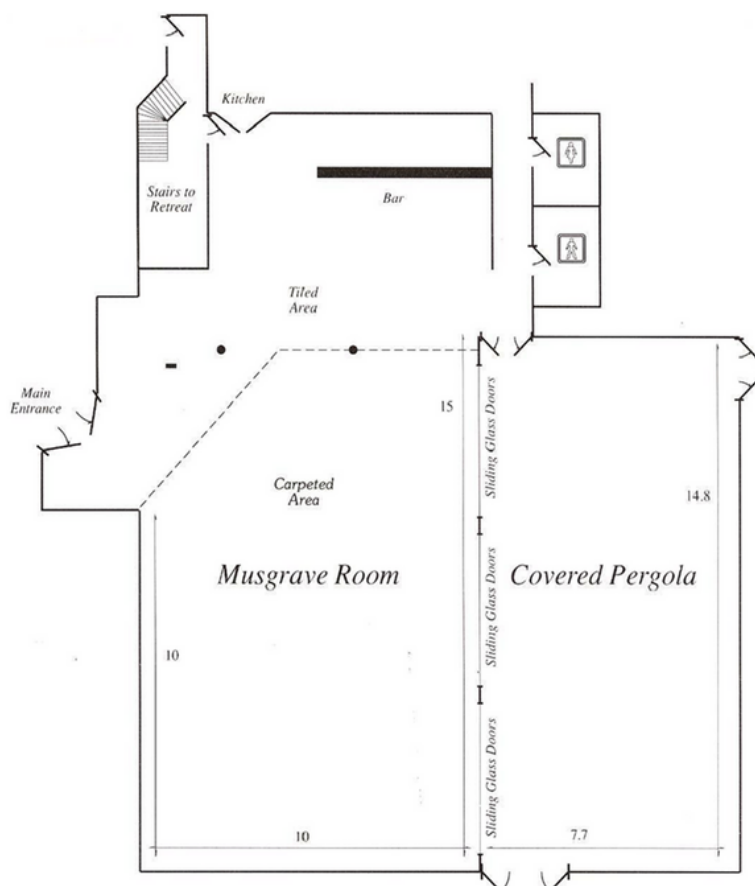 Kitchen
Stairs to
Retreat
Bar
Tiled
Area
Main
Entrance
15
Sliding Glass Doors
14.8
Carpeted
Area
Musgrave Room
Covered Pergola
Sliding Glass Doors
10
Sliding Glass Doors
10
7.7